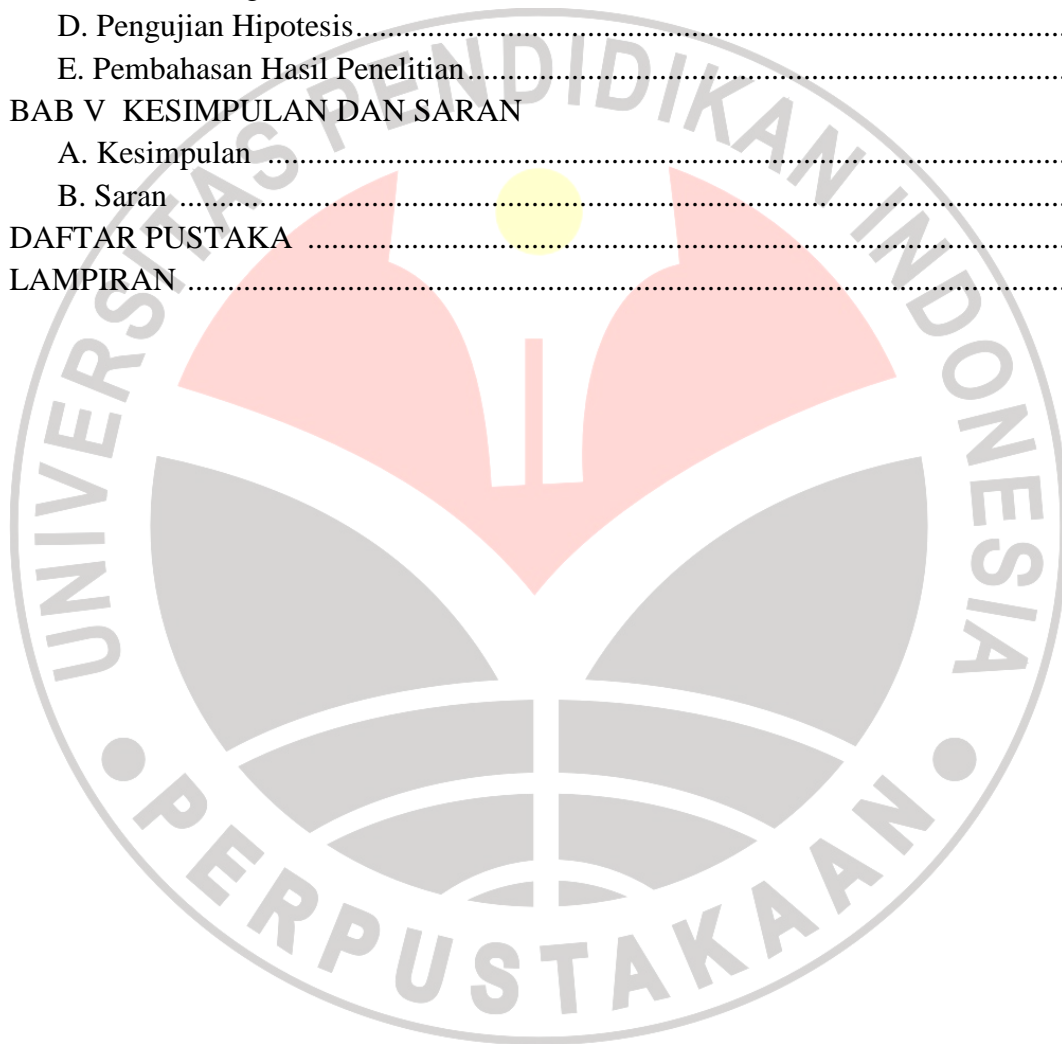 D. Pengujian Hipotesis................................................................................................
E. Pembahasan Hasil Penelitian................................................................................
BAB V KESIMPULAN DAN SARAN
A. Kesimpulan ................................................................................................
B. Saran ................................................................................................
DAFTAR PUSTAKA ................................................................................................
LAMPIRAN ................................................................................................
UNIVERSITAS PENDIDIKAN INDONESIA
PERPUSTAKAAN